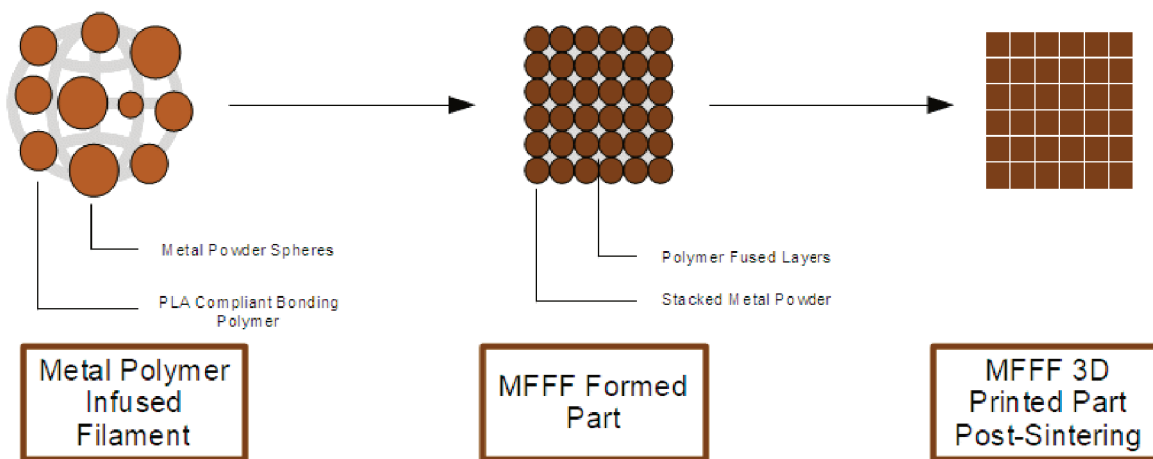 Metal Powder Spheres
PLA Compliant Bonding
Polymer
Polymer Fused Layers
Stacked Metal Powder
Metal Polymer
Infused
Filament
MFFF Formed
Part
MFFF 3D
Printed Part
Post-Sintering